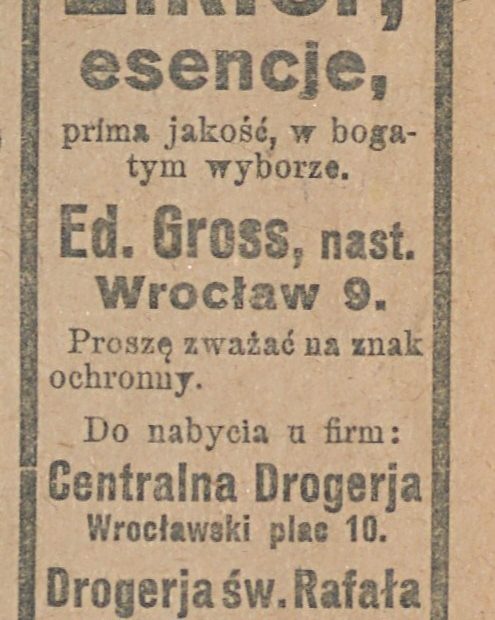 esencje,
prima jakość, w boga-
tym wyborze.
Ed. Gross, nast.
Wrocław 9.
Proszę zważać na znak
ochronny.
Do nabycia u firm:
Centralna Drogerja
Wrocławski plac 10.
Drogerja św. Rafała